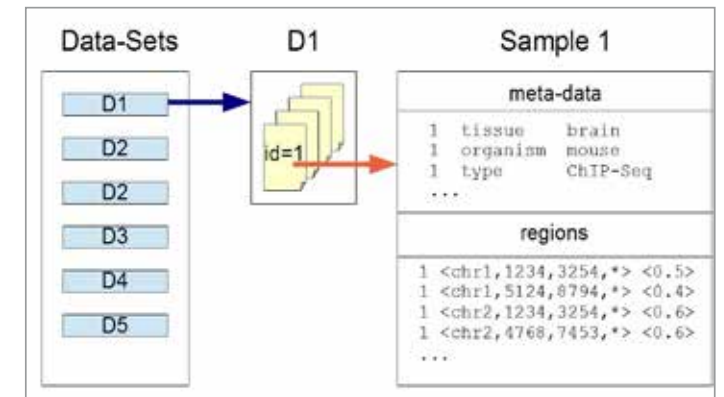 Data-Sets
D1
D2
D2
D3
D4
D5
D1
id=1
Sample 1
meta-data
1 tissue brain
1 organism mouse
1 type ChIP-Seq
...
regions
1 <chr1,1234,3254,*> <0.5>
1 <chr1,5124,8794,*> <0.4>
1 <chr2,1234,3254,*> <0.6>
1 <chr2,4768,7453,*> <0.6>
...